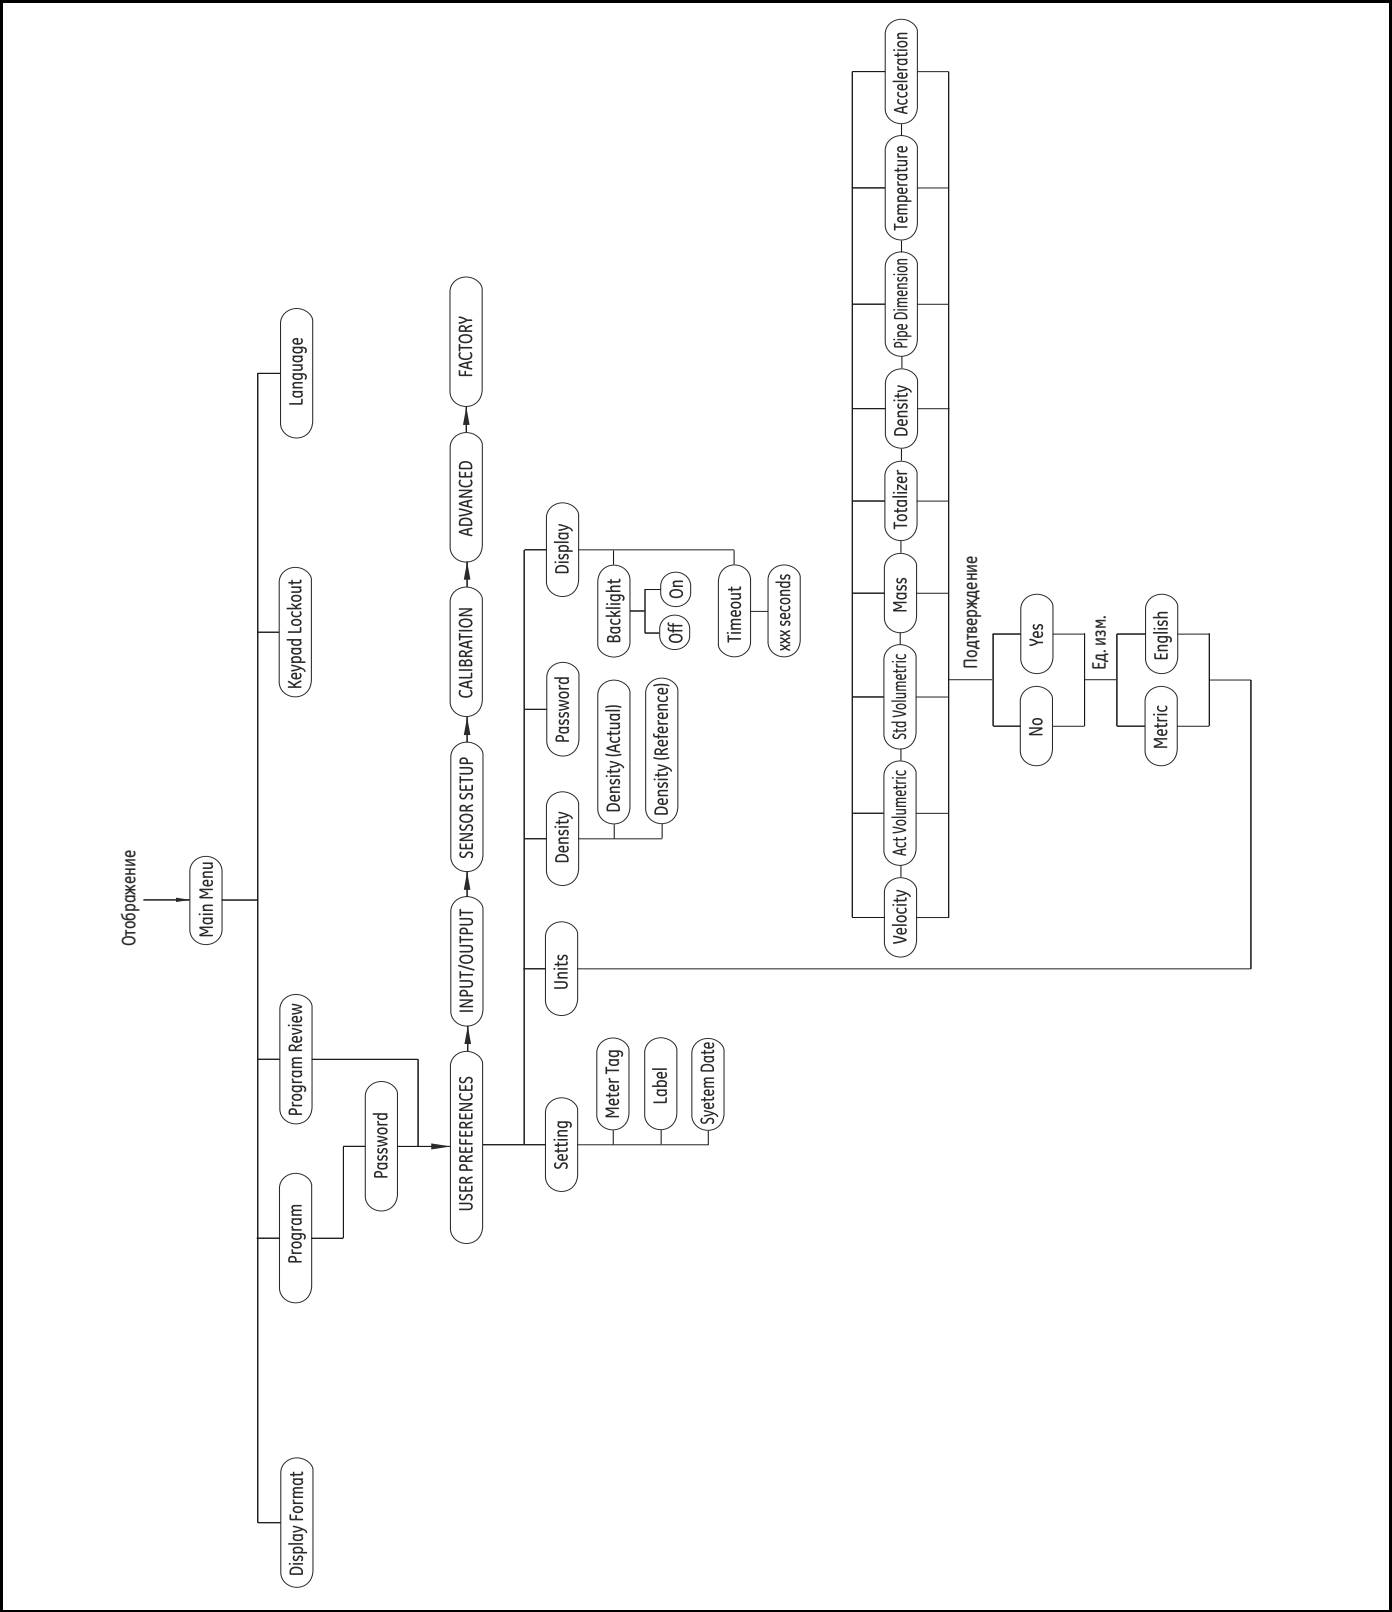 Отображение
Main Menu
Display Format
Program
Program Review
Keypad Lockout
Language
Password
USER PREFERENCES
INPUT/OUTPUT
SENSOR SETUP
CALIBRATION
ADVANCED
FACTORY
Setting
Units
Density
Password
Display
Meter Tag
Label
Syetem Date
Density (Actual)
Density (Reference)
Backlight
Off
On
Timeout
xxx seconds
Velocity
Act Volumetric
Std Volumetric
Mass
Totalizer
Density
Pipe Dimension
Temperature
Acceleration
Подтверждение
No
Yes
Ед. изм.
Metric
English